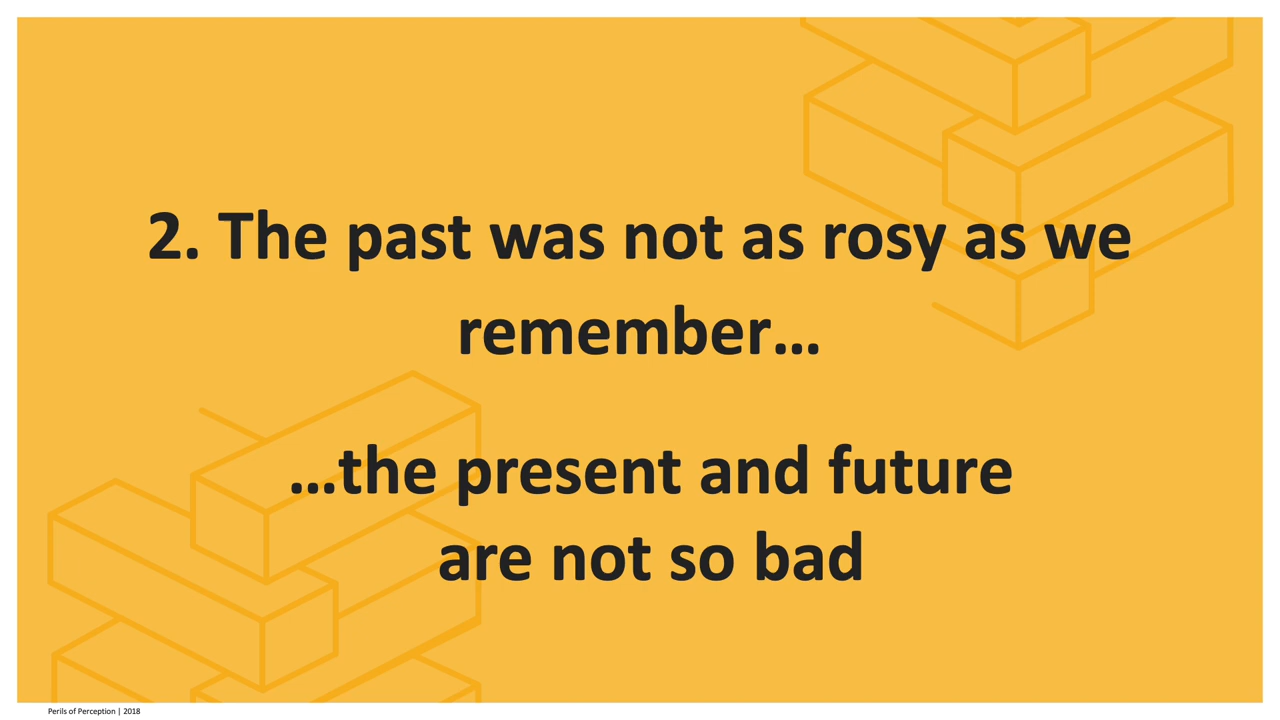 2. The past was not as rosy as we
remember…
…the present and future
are not so bad
Perils of Perception | 2018